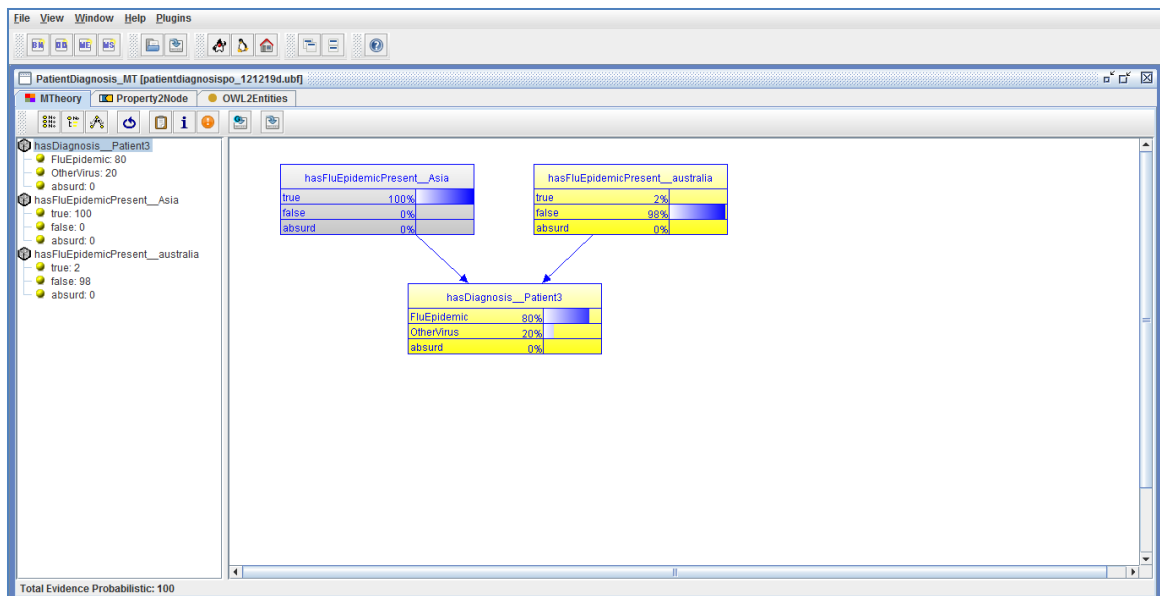 File View Window Help Plugins
BN OD ME MS
PatientDiagnosis_MT [patientdiagnosispo_121219d.ubf]
MTheory Property2Node OWL2Entities
hasDiagnosis__Patient3
FluEpidemic: 80
OtherVirus: 20
absurd: 0
hasFluEpidemicPresent__Asia
true: 100
false: 0
absurd: 0
hasFluEpidemicPresent__australia
true: 2
false: 98
absurd: 0
hasFluEpidemicPresent__Asia
true 100%
false 0%
absurd 0%
hasFluEpidemicPresent__australia
true 2%
false 98%
absurd 0%
hasDiagnosis__Patient3
FluEpidemic 80%
OtherVirus 20%
absurd 0%
Total Evidence Probabilistic: 100